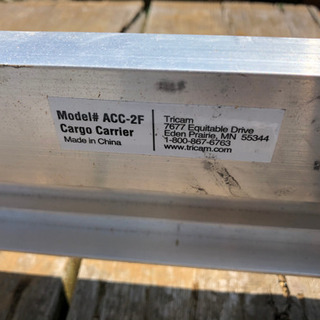 Model# ACC-2F
Cargo Carrier
Made in China
Tricam
7677 Equitable Drive
Eden Prairie, MN 55344
1-800-867-6763
www.tricam.com